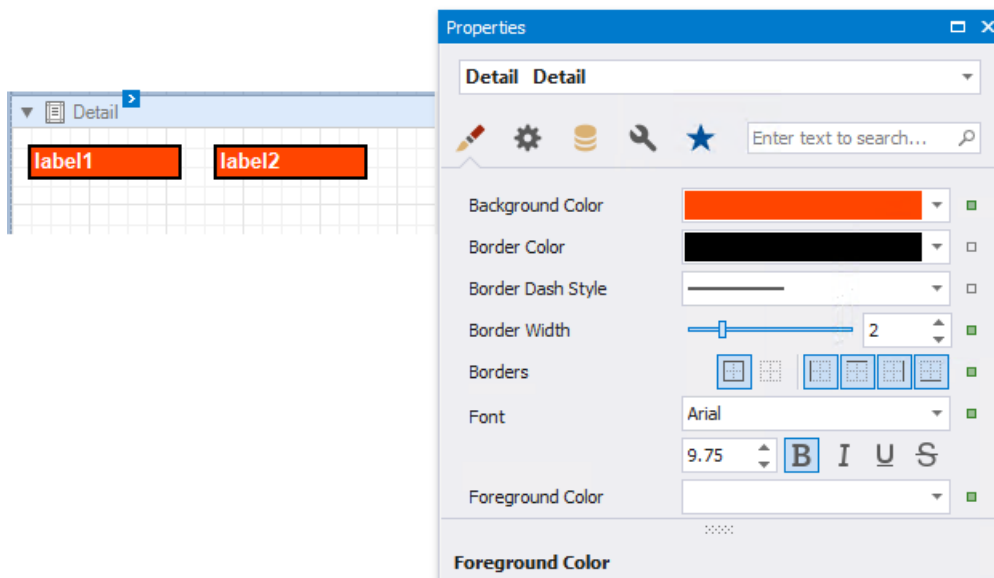 Properties
Detail Detail
Detail
label1 label2
Enter text to search...
Background Color
Border Color
Border Dash Style
Border Width 2
Borders
Font Arial
9.75 B I U S
Foreground Color
Foreground Color